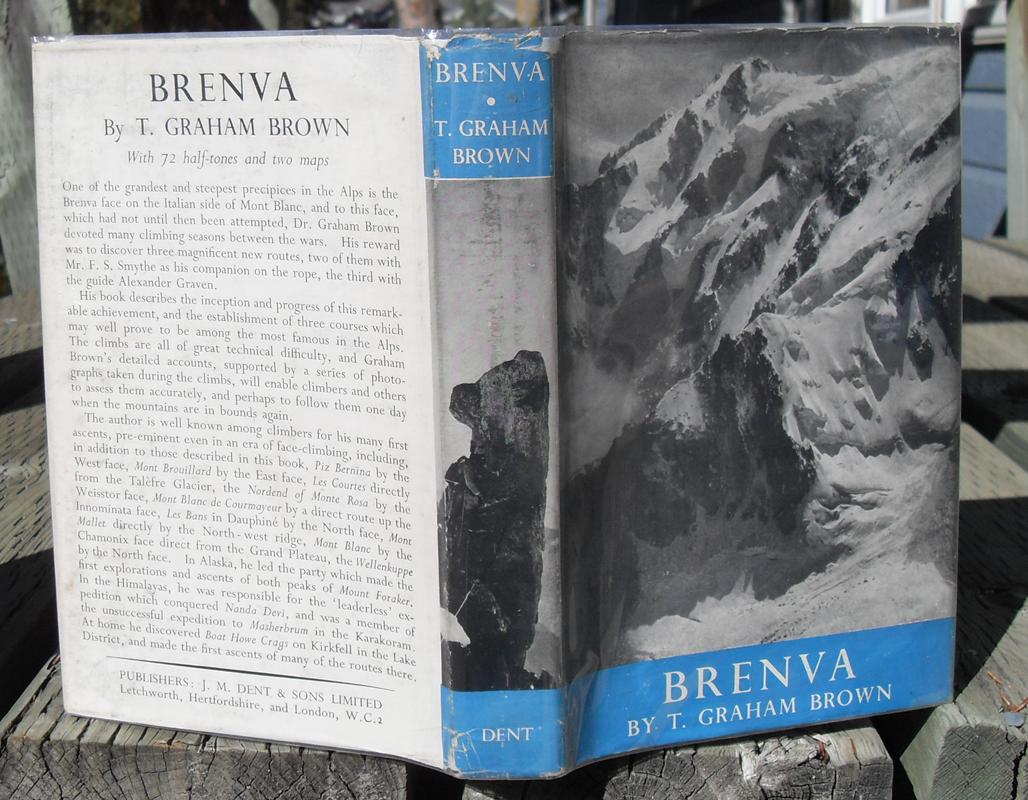 BRENVA
By T. GRAHAM BROWN
With 72 half-tones and two maps
One of the grandest and steepest precipices in the Alps is the
Brenva face on the Italian side of Mont Blanc, and to this face,
which had not until then been attempted, Dr. Graham Brown
devoted many climbing seasons between the wars. His reward
was to discover three magnificent new routes, two of them with
Mr. F. S. Smythe as his companion on the rope, the third with
the guide Alexander Graven.
His book describes the inception and progress of this remark-
able achievement, and the establishment of three courses which
may well prove to be among the most famous in the Alps.
The climbs are all of great technical difficulty, and Graham
Brown's detailed accounts, supported by a series of photo-
graphs taken during the climbs, will enable climbers and others
to assess them accurately, and perhaps to follow them one day
when the mountains are in bounds again.
The author is well known among climbers for his many first
ascents, pre-eminent even in an era of face-climbing, including,
in addition to those described in this book, Piz Bernina by the
West face, Mont Brouillard by the East face, Les Courtes directly
from the Talèfre Glacier, the Nordend of Monte Rosa by the
Weisstor face, Mont Blanc de Courmayeur by a direct route up the
Innominata face, Les Bans in Dauphiné by the North face, Mont
Mallet directly by the North-west ridge, Mont Blanc by the
Chamonix face direct from the Grand Plateau, the Wellenkuppe
by the North face. In Alaska, he led the party which made the
first explorations and ascents of both peaks of Mount Foraker.
In the Himalayas, he was responsible for the 'leaderless' ex-
pedition which conquered Nanda Devi, and was a member of
the unsuccessful expedition to Masherbrum in the Karakoram.
At home he discovered Boat Howe Crags on Kirkfell in the Lake
District, and made the first ascents of many of the routes there.
PUBLISHERS: J. M. DENT & SONS LIMITED
Letchworth, Hertfordshire, and London, W.C.2
BRENVA
•
T. GRAHAM
BROWN
DENT
BRENVA
BY T. GRAHAM BROWN